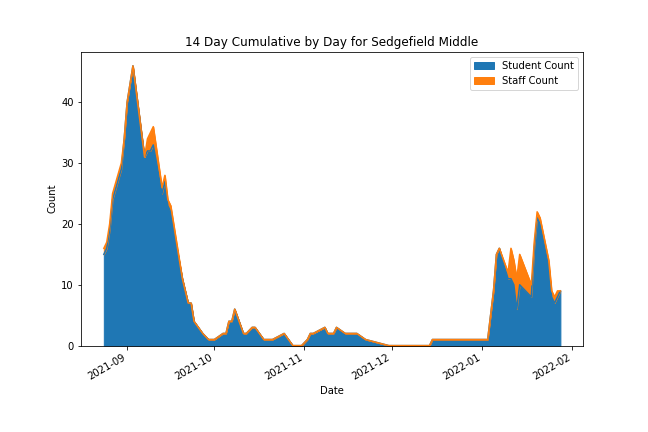 14 Day Cumulative by Day for Sedgefield Middle
Student Count
Staff Count
Count
40
30
20
10
0
2021-09
2021-10
2021-11
2021-12
2022-01
2022-02
Date